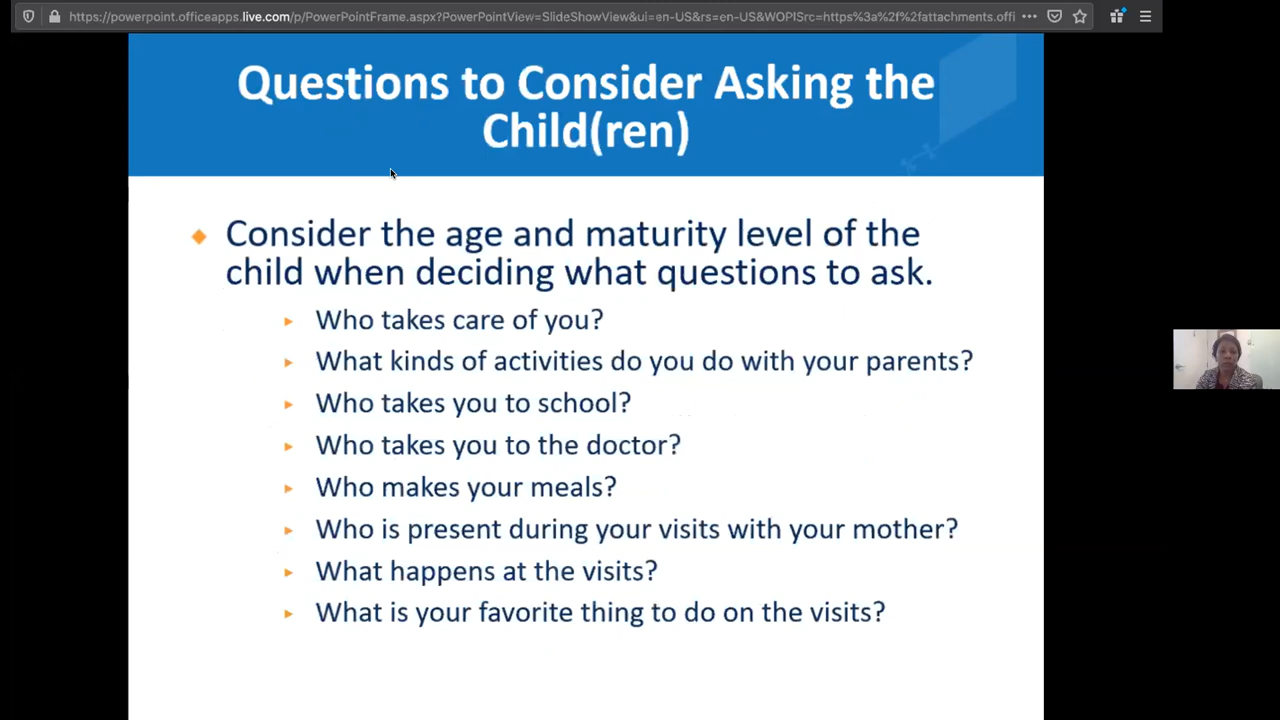 https://powerpoint.officeapps.live.com/p/PowerPointFrame.aspx?PowerPointView=SlideShowView&ui=en-US&rs=en-US&WOPISrc=https%3a%2f%2fattachments.offi
Questions to Consider Asking the
Child(ren)
Consider the age and maturity level of the
child when deciding what questions to ask.
Who takes care of you?
What kinds of activities do you do with your parents?
Who takes you to school?
Who takes you to the doctor?
Who makes your meals?
Who is present during your visits with your mother?
What happens at the visits?
What is your favorite thing to do on the visits?